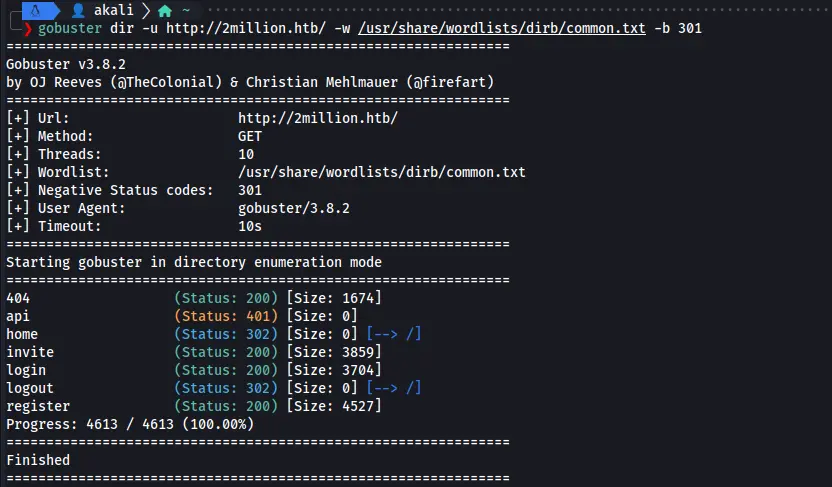 akali ~
gobuster dir -u http://2million.htb/ -w /usr/share/wordlists/dirb/common.txt -b 301
===============================================================
Gobuster v3.8.2
by OJ Reeves (@TheColonial) & Christian Mehlmauer (@firefart)
===============================================================
[+] Url:                     http://2million.htb/
[+] Method:                  GET
[+] Threads:                 10
[+] Wordlist:                /usr/share/wordlists/dirb/common.txt
[+] Negative Status codes:   301
[+] User Agent:              gobuster/3.8.2
[+] Timeout:                 10s
===============================================================
Starting gobuster in directory enumeration mode
===============================================================
404                  (Status: 200) [Size: 1674]
api                  (Status: 401) [Size: 0]
home                 (Status: 302) [Size: 0] [--> /]
invite               (Status: 200) [Size: 3859]
login                (Status: 200) [Size: 3704]
logout               (Status: 302) [Size: 0] [--> /]
register             (Status: 200) [Size: 4527]
Progress: 4613 / 4613 (100.00%)
===============================================================
Finished
===============================================================